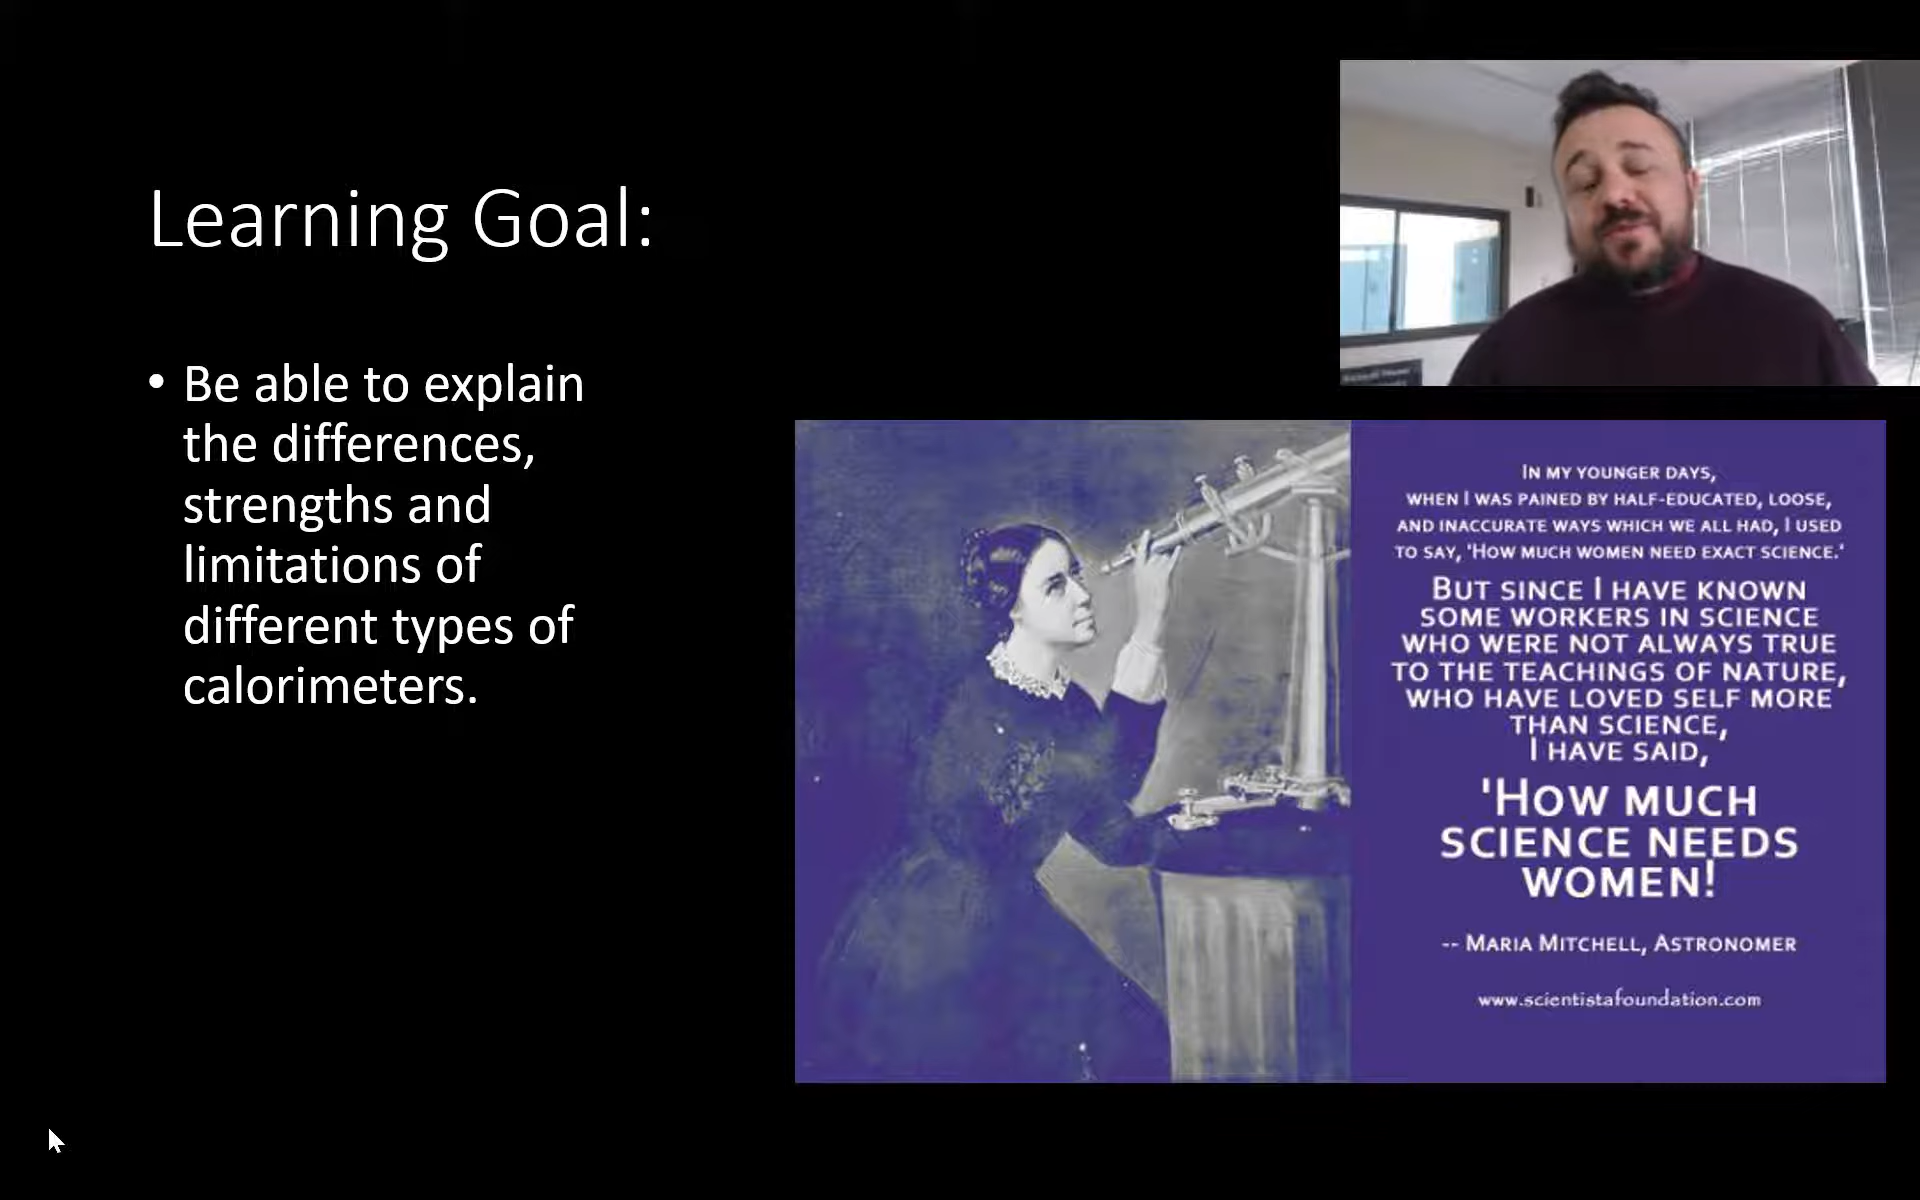 Learning Goal:
• Be able to explain
the differences,
strengths and
limitations of
different types of
calorimeters.
IN MY YOUNGER DAYS,
WHEN I WAS PAINED BY HALF-EDUCATED, LOOSE,
AND INACCURATE WAYS WHICH WE ALL HAD, I USED
TO SAY, 'HOW MUCH WOMEN NEED EXACT SCIENCE.'
BUT SINCE I HAVE KNOWN
SOME WORKERS IN SCIENCE
WHO WERE NOT ALWAYS TRUE
TO THE TEACHINGS OF NATURE,
WHO HAVE LOVED SELF MORE
THAN SCIENCE,
I HAVE SAID,
'HOW MUCH
SCIENCE NEEDS
WOMEN!
-- MARIA MITCHELL, ASTRONOMER
www.scientistafoundation.com